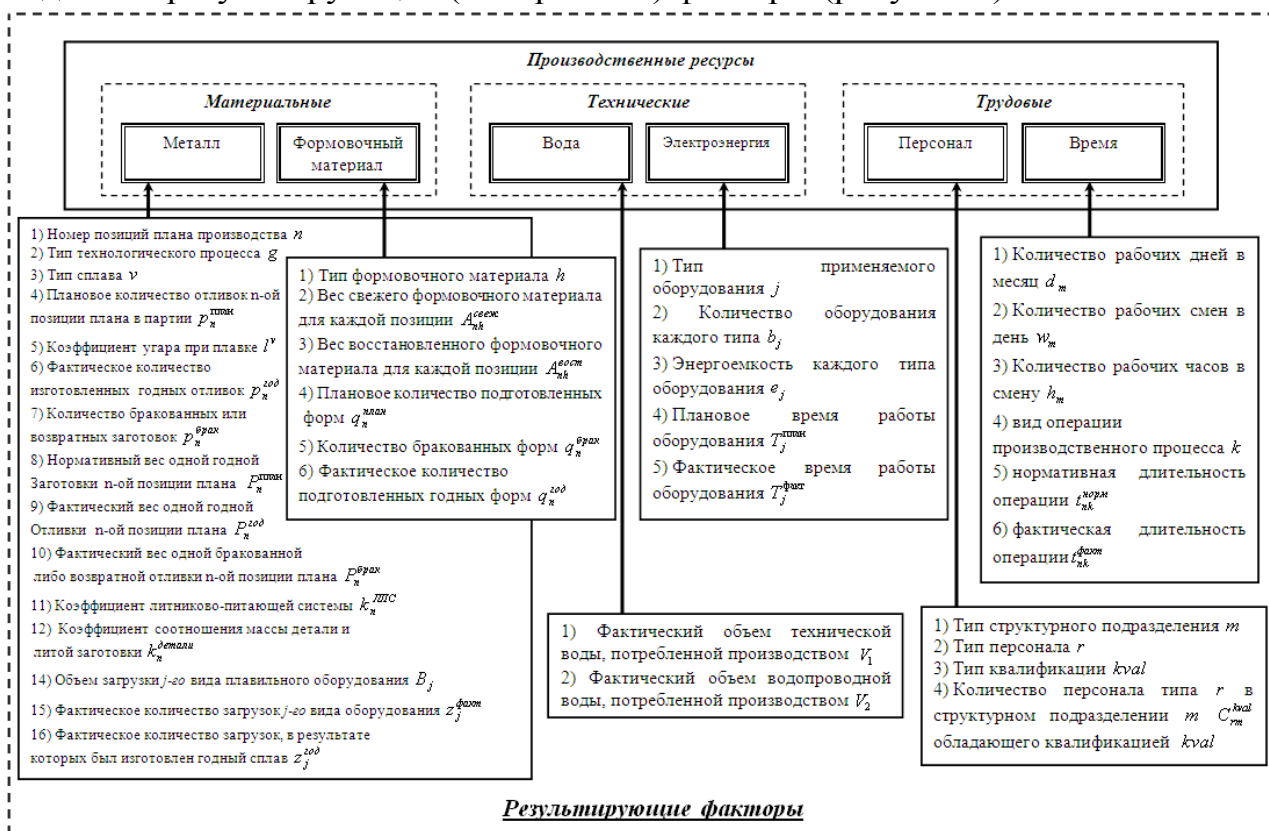 Производственные ресурсы
Материальные
Технические
Трудовые
Металл
Формовочный
материал
Вода
Электроэнергия
Персонал
Время
1) Номер позиций плана производства n
2) Тип технологического процесса g
3) Тип сплава v
4) Плановое количество отливок n-ой
позиции плана в партии p_n^план
5) Коэффициент угара при плавке l^v
6) Фактическое количество
изготовленных годных отливок p_n^год
7) Количество бракованных или
возвратных заготовок p_n^брак
8) Нормативный вес одной годной
Заготовки n-ой позиции плана P_n^план
9) Фактический вес одной годной
Отливки n-ой позиции плана P_n^год
10) Фактический вес одной бракованной
либо возвратной отливки n-ой позиции плана P_n^брак
11) Коэффициент литниково-питающей системы k_n^ЛПС
12) Коэффициент соотношения массы детали и
литой заготовки k_n^детали
14) Объем загрузки j-го вида плавильного оборудования B_j
15) Фактическое количество загрузок j-го вида оборудования z_j^факт
16) Фактическое количество загрузок, в результате
которых был изготовлен годный сплав z_j^год
1) Тип формовочного материала h
2) Вес свежего формовочного материала
для каждой позиции A_nh^свеж
3) Вес восстановленного формовочного
материала для каждой позиции A_nh^вост
4) Плановое количество подготовленных
форм q_n^план
5) Количество бракованных форм q_n^брак
6) Фактическое количество
подготовленных годных форм q_n^год
1) Тип применяемого
оборудования j
2) Количество оборудования
каждого типа b_j
3) Энергоемкость каждого типа
оборудования e_j
4) Плановое время работы
оборудования T_j^план
5) Фактическое время работы
оборудования T_j^факт
1) Количество рабочих дней в
месяц d_m
2) Количество рабочих смен в
день w_m
3) Количество рабочих часов в
смену h_m
4) вид операции
производственного процесса k
5) нормативная длительность
операции t_nk^норм
6) фактическая длительность
операции t_nk^факт
1) Фактический объем технической
воды, потребленной производством V_1
2) Фактический объем водопроводной
воды, потребленной производством V_2
1) Тип структурного подразделения m
2) Тип персонала r
3) Тип квалификации kval
4) Количество персонала типа r в
структурном подразделении m C_rm^kval
обладающего квалификацией kval
Результирующие факторы